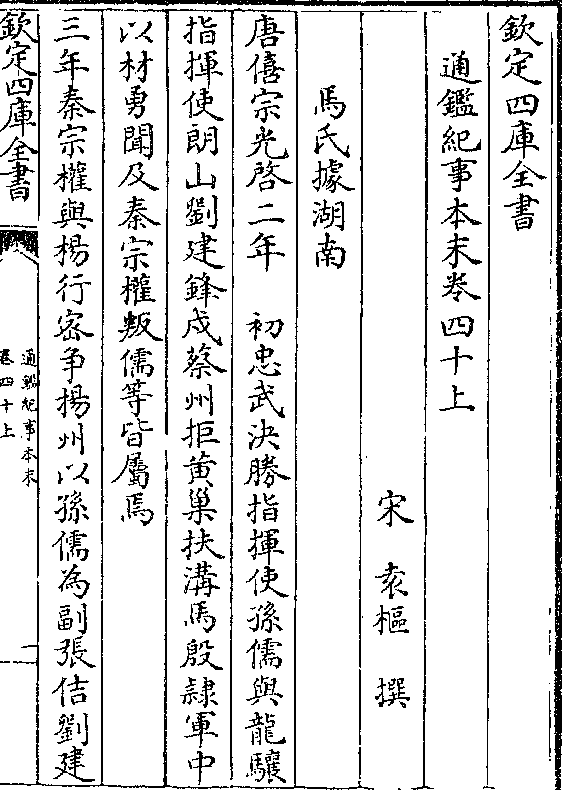 欽定四庫全書
通鑑紀事本末卷四十上
宋 袁樞 撰
馬氏據湖南
唐僖宗光啓二年 初忠武決勝指揮使孫儒與龍驤
指揮使朗山劉建鋒戍蔡州拒黃巢扶溝馬殷隷軍中
以材勇聞及秦宗權叛儒等皆屬焉
三年秦宗權與楊行密争揚州以孫儒為副張佶劉建
欽定四庫全書
通鑑紀事本末
卷四十上
一